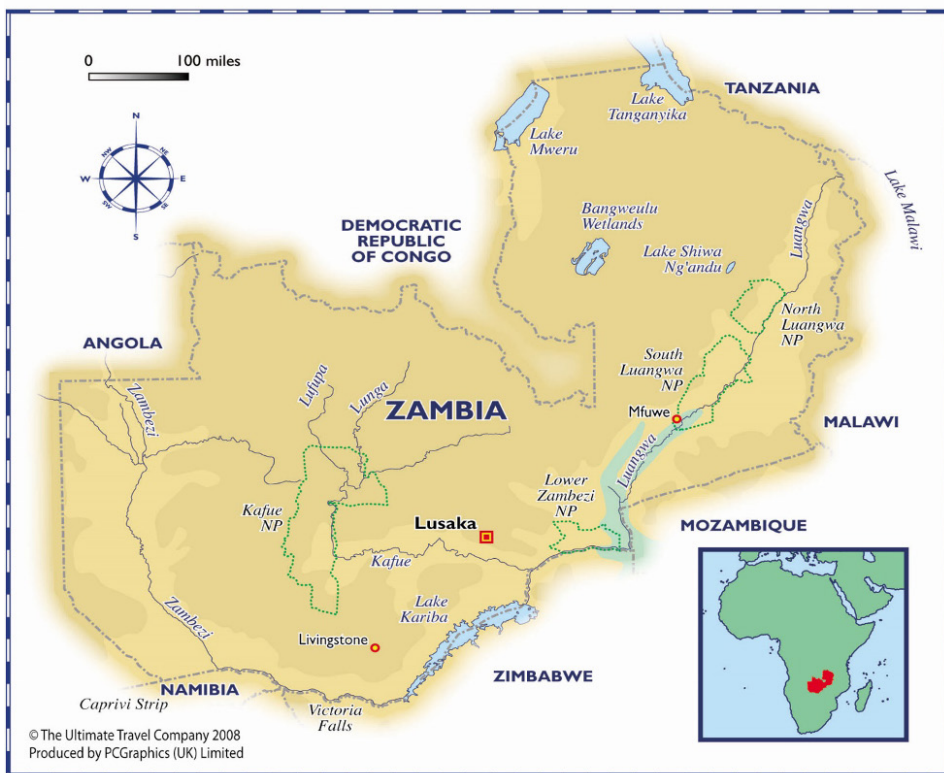 0 100 miles
N
NW NE
W E
SW SE
S
TANZANIA
Lake
Tanganyika
Lake
Mweru
Lake Malawi
Luangwa
DEMOCRATIC
REPUBLIC
OF CONGO
Bangweulu
Wetlands
Lake Shiwa
Ng'andu
North
Luangwa
NP
ANGOLA
South
Luangwa
NP
Zambezi
Lufupa
Lunga
ZAMBIA
Mfuwe
MALAWI
Luangwa
Kafue
NP
Lower
Zambezi
NP
Lusaka
MOZAMBIQUE
Kafue
Zambezi
Lake
Kariba
Livingstone
ZIMBABWE
NAMIBIA
Caprivi Strip
Victoria
Falls
© The Ultimate Travel Company 2008
Produced by PCGraphics (UK) Limited